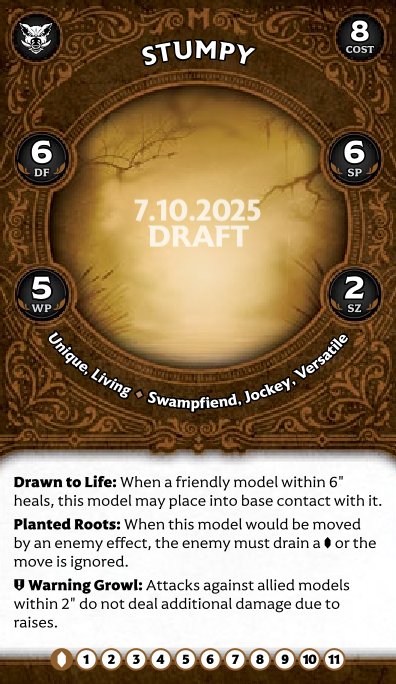 8
COST
STUMPY
6
DF
6
SP
7.10.2025
DRAFT
5
WP
2
SZ
Unique, Living ♦ Swampfiend, Jockey, Versatile
Drawn to Life: When a friendly model within 6"
heals, this model may place into base contact with it.
Planted Roots: When this model would be moved
by an enemy effect, the enemy must drain a or the
move is ignored.
Warning Growl: Attacks against allied models
within 2" do not deal additional damage due to
raises.
1 2 3 4 5 6 7 8 9 10 11